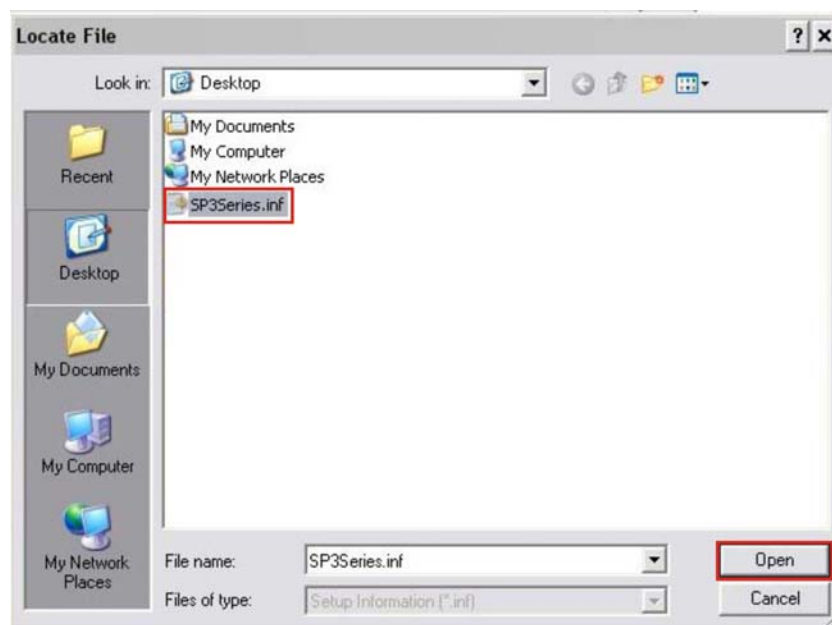 Locate File
Look in:
Desktop
My Documents
My Computer
My Network Places
SP3Series.inf
Recent
Desktop
My Documents
My Computer
My Network
Places
File name:
SP3Series.inf
Open
Files of type:
Setup Information (*.inf)
Cancel